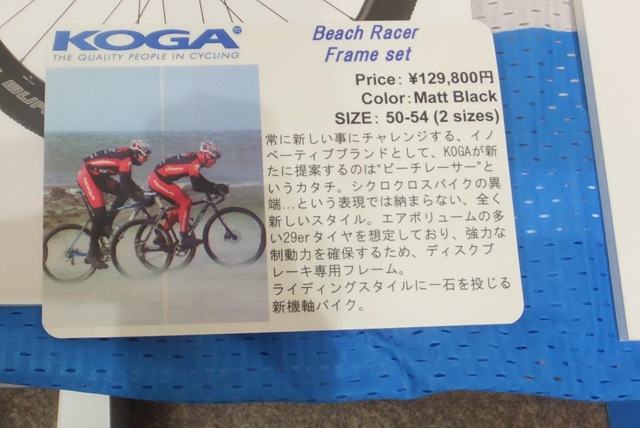 KOGA
THE QUALITY PEOPLE IN CYCLING
Beach Racer
Frame set
Price: ¥129,800円
Color: Matt Black
SIZE: 50-54 (2 sizes)
常に新しい事にチャレンジする、イノ
ベーティブブランドとして、KOGAが新
たに提案するのは“ビーチレーサー”と
いうカタチ。シクロクロスバイクの異
端…という表現では納まらない、全く
新しいスタイル。エアボリュームの多
い29erタイヤを想定しており、強力な
制動力を確保するため、ディスクブ
レーキ専用フレーム。
ライディングスタイルに一石を投じる
新機軸バイク。